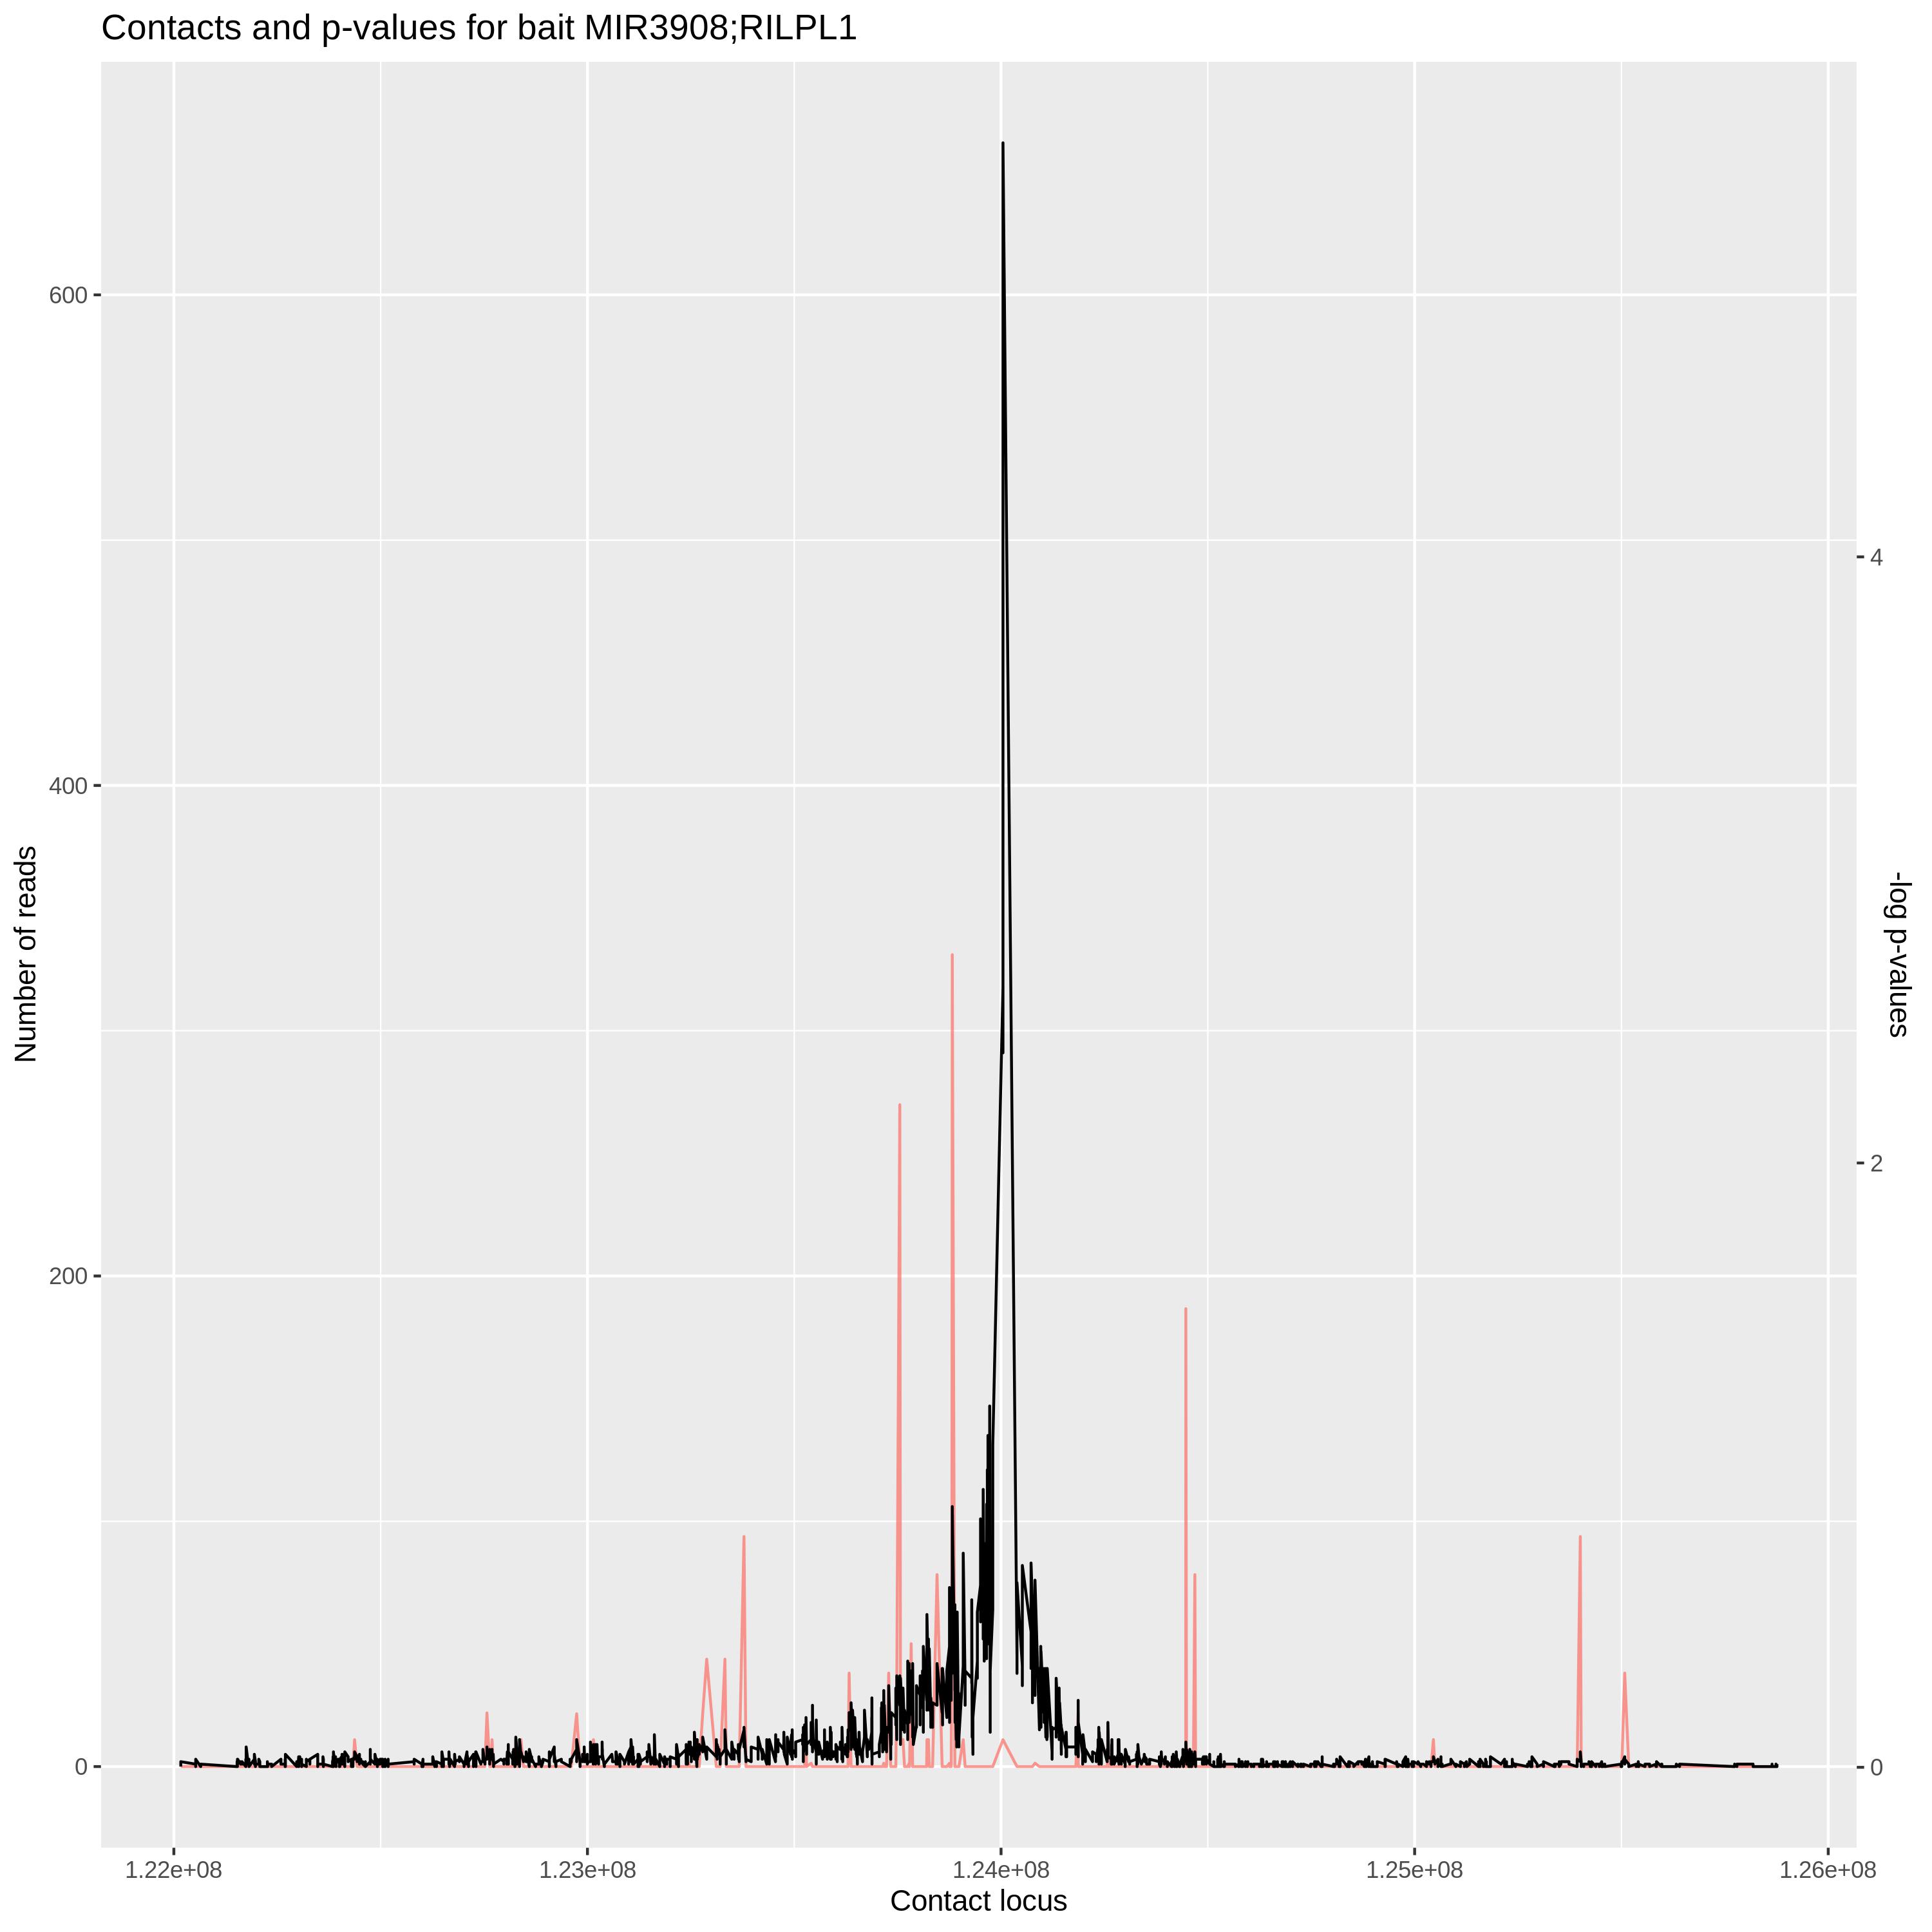 Contacts and p-values for bait MIR3908;RILPL1
600
400
200
0
4
2
0
Number of reads
-log p-values
1.22e+08
1.23e+08
1.24e+08
1.25e+08
1.26e+08
Contact locus